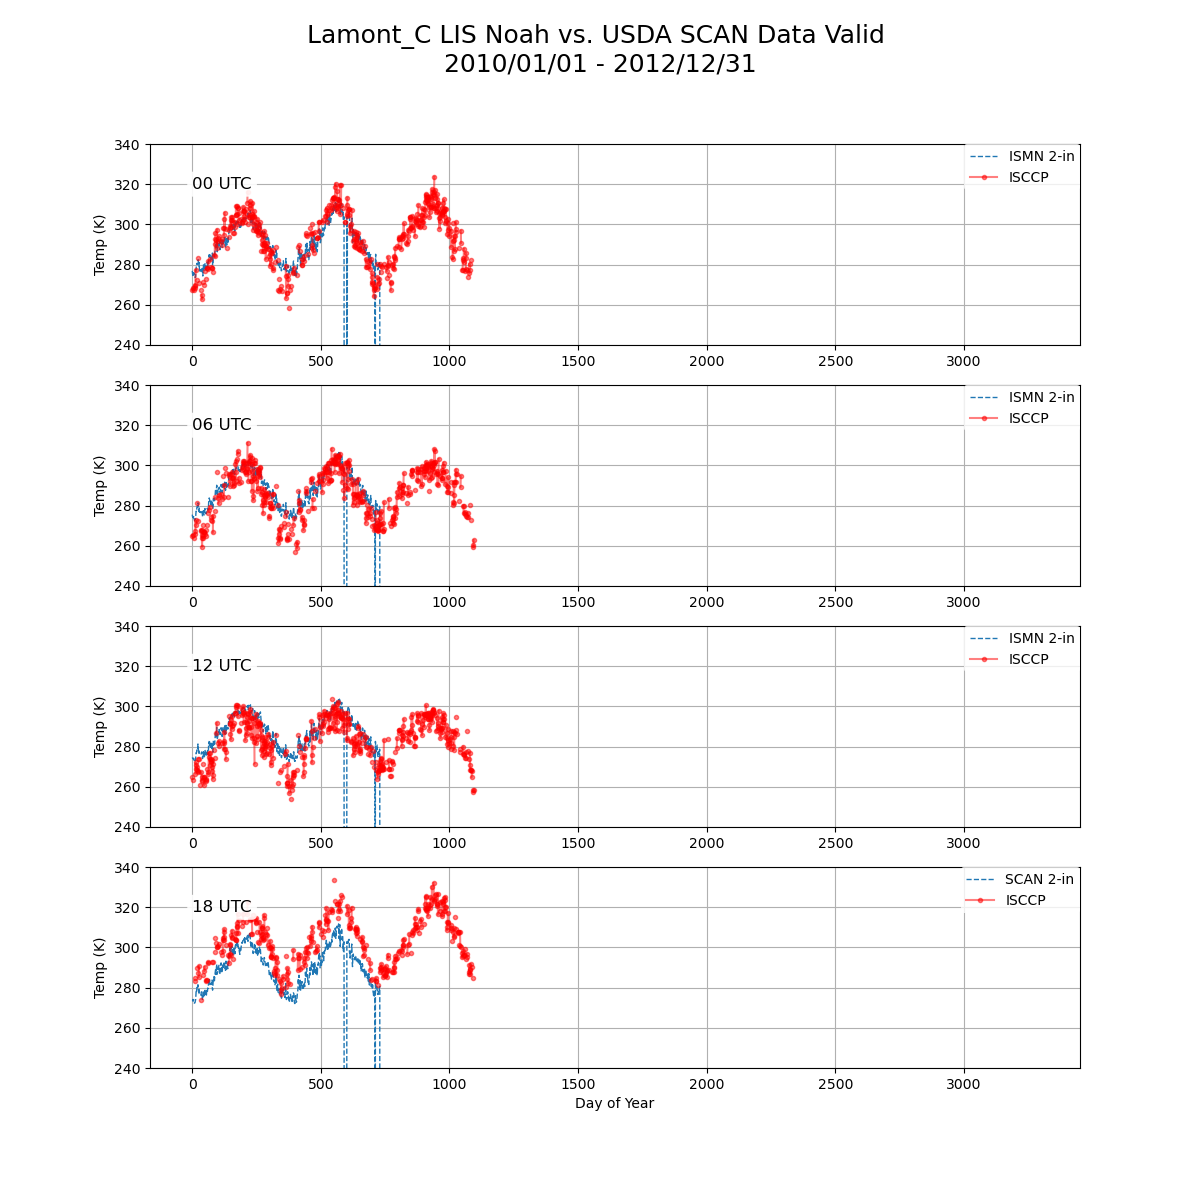 Lamont_C LIS Noah vs. USDA SCAN Data Valid
2010/01/01 - 2012/12/31
340
320
300
280
260
240
Temp (K)
00 UTC
ISMN 2-in
ISCCP
0 500 1000 1500 2000 2500 3000
340
320
300
280
260
240
Temp (K)
06 UTC
ISMN 2-in
ISCCP
0 500 1000 1500 2000 2500 3000
340
320
300
280
260
240
Temp (K)
12 UTC
ISMN 2-in
ISCCP
0 500 1000 1500 2000 2500 3000
340
320
300
280
260
240
Temp (K)
18 UTC
SCAN 2-in
ISCCP
0 500 1000 1500 2000 2500 3000
Day of Year